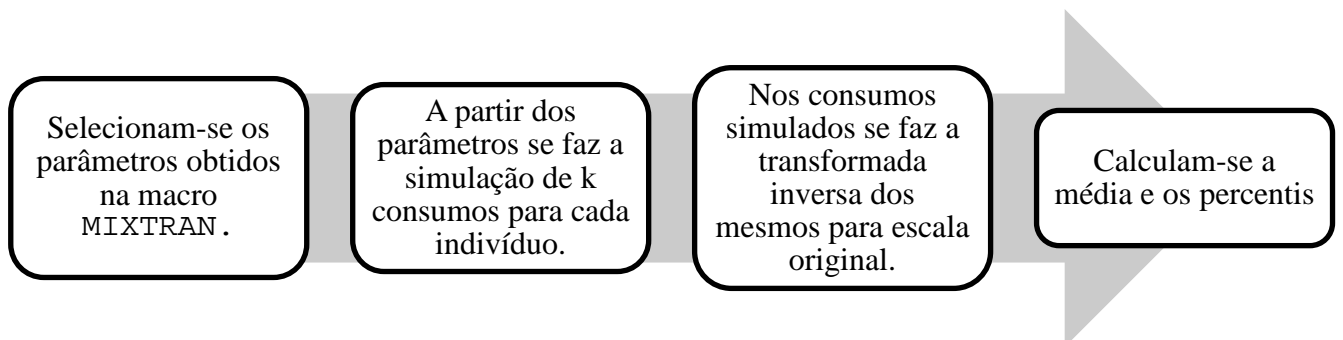 Selecionam-se os
parâmetros obtidos
na macro
MIXTRAN.
A partir dos
parâmetros se faz a
simulação de k
consumos para cada
indivíduo.
Nos consumos
simulados se faz a
transformada
inversa dos
mesmos para escala
original.
Calculam-se a
média e os percentis